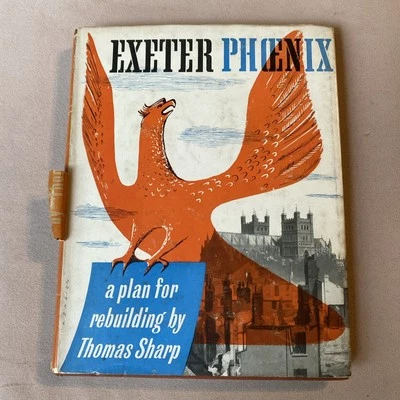 EXETER PHŒNIX
a plan for
rebuilding by
Thomas Sharp